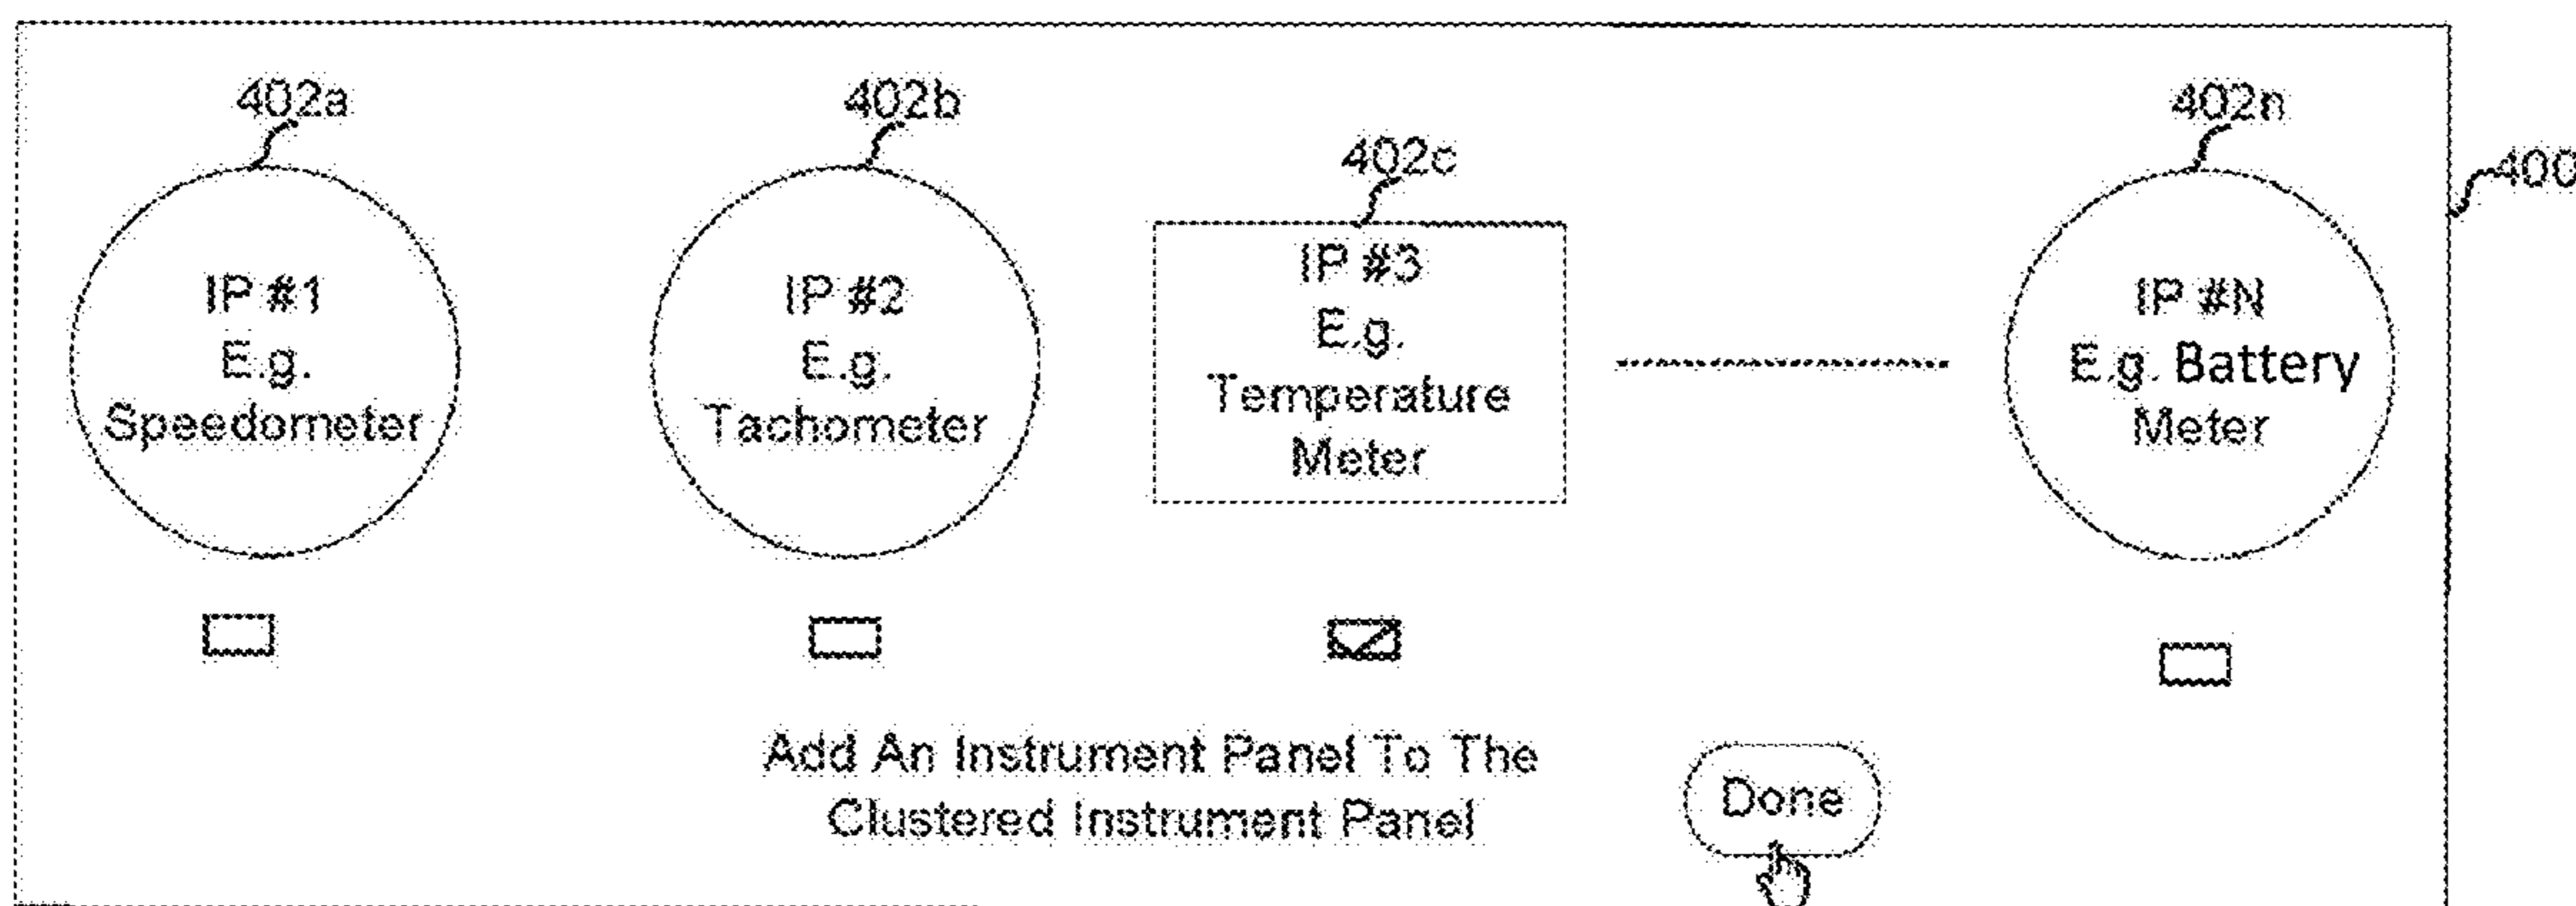 402a
402b
402c
402n
400
IP #1
E.g.
Speedometer
IP #2
E.g.
Tachometer
IP #3
E.g.
Temperature
Meter
IP #N
E.g. Battery
Meter
Add An Instrument Panel To The
Clustered Instrument Panel
Done